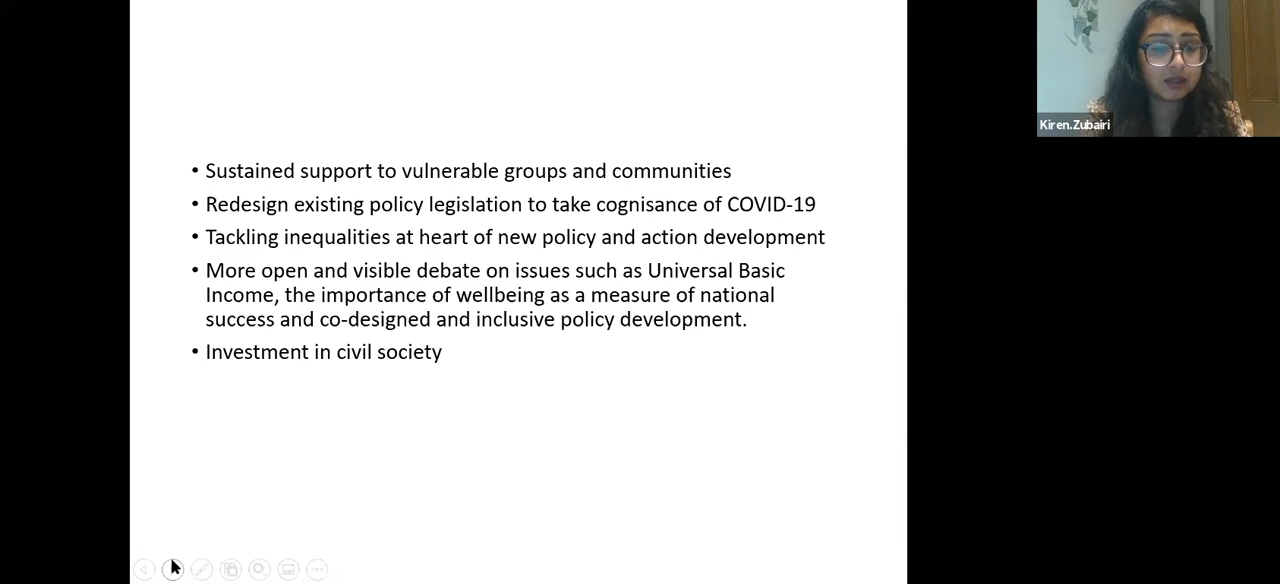 • Sustained support to vulnerable groups and communities
• Redesign existing policy legislation to take cognisance of COVID-19
• Tackling inequalities at heart of new policy and action development
• More open and visible debate on issues such as Universal Basic
Income, the importance of wellbeing as a measure of national
success and co-designed and inclusive policy development.
• Investment in civil society
Kiren.Zubairi